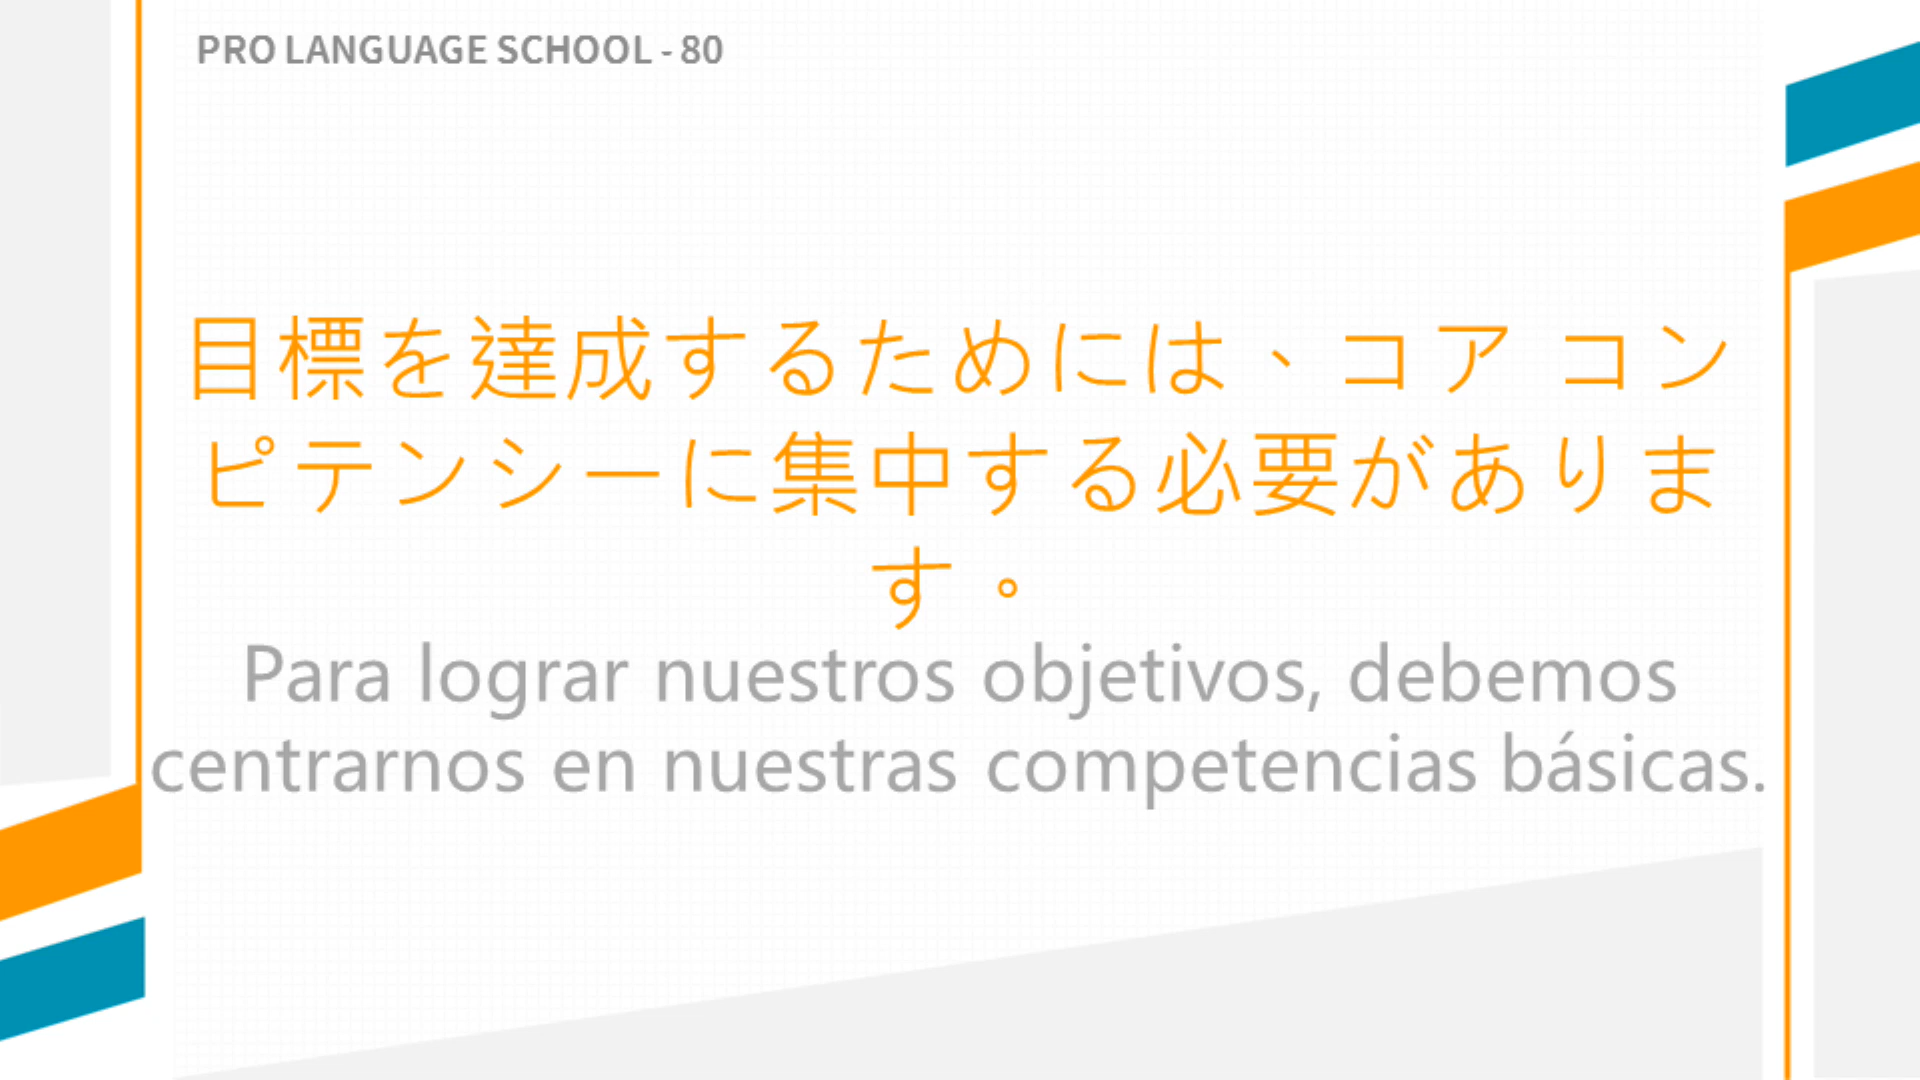 PRO LANGUAGE SCHOOL - 80
目標を達成するためには、コア コン
ピテンシーに集中する必要がありま
す。
Para lograr nuestros objetivos, debemos
centrarnos en nuestras competencias básicas.